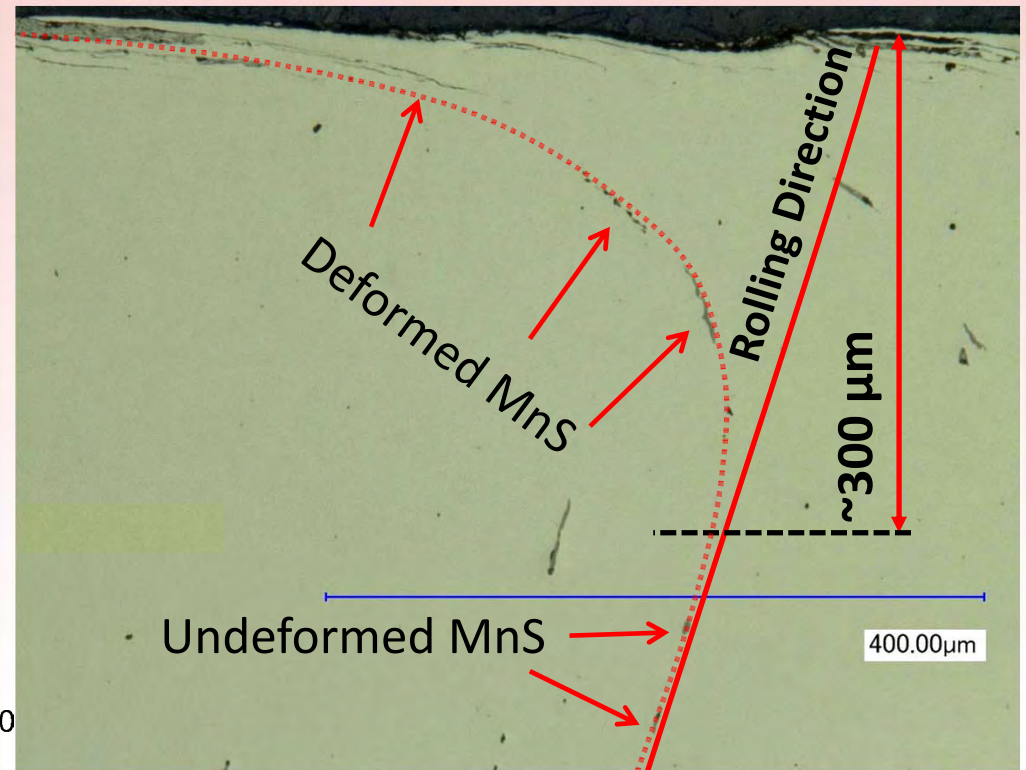 Rolling Direction
Deformed MnS
~300 µm
Undeformed MnS
400.00µm
0